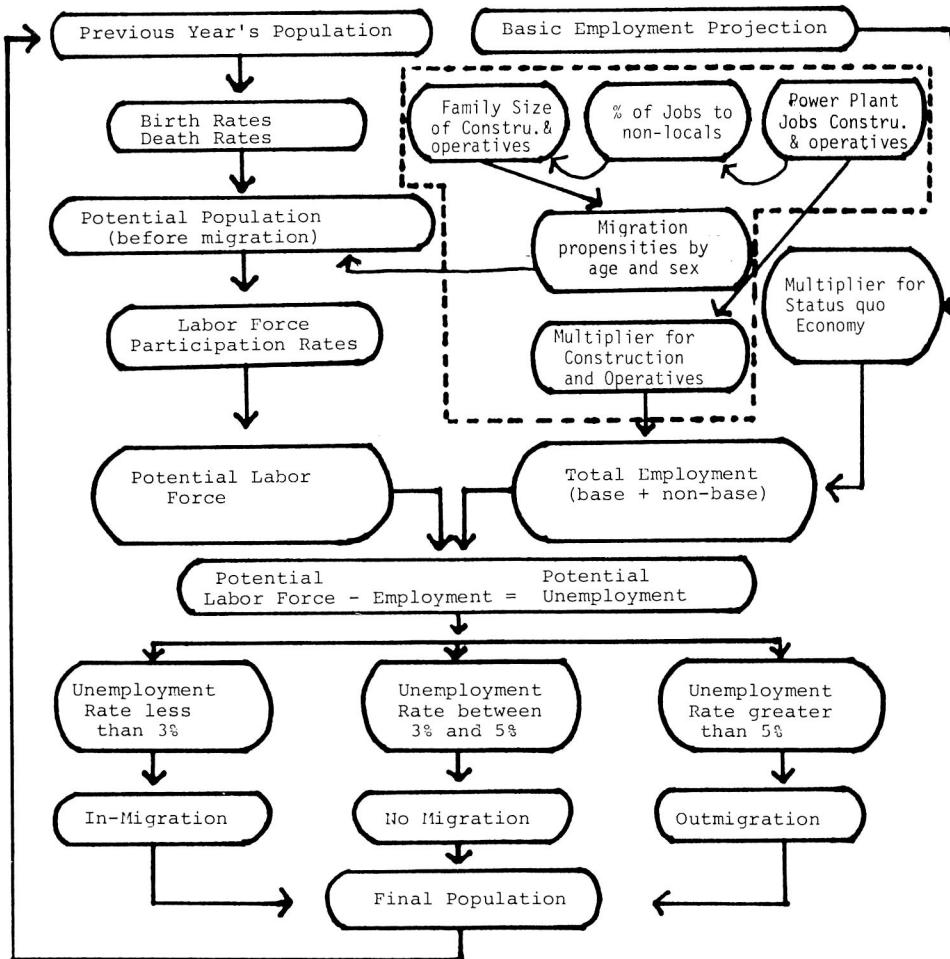 Previous Year's Population
Basic Employment Projection
Birth Rates
Death Rates
Family Size
of Constru.&
operatives
% of Jobs to
non-locals
Power Plant
Jobs Constru.
& operatives
Potential Population
(before migration)
Migration
propensities by
age and sex
Multiplier for
Status quo
Economy
Labor Force
Participation Rates
Multiplier for
Construction
and Operatives
Potential Labor
Force
Total Employment
(base + non-base)
Potential Potential
Labor Force - Employment = Unemployment
Unemployment
Rate less
than 3%
Unemployment
Rate between
3% and 5%
Unemployment
Rate greater
than 5%
In-Migration
No Migration
Outmigration
Final Population